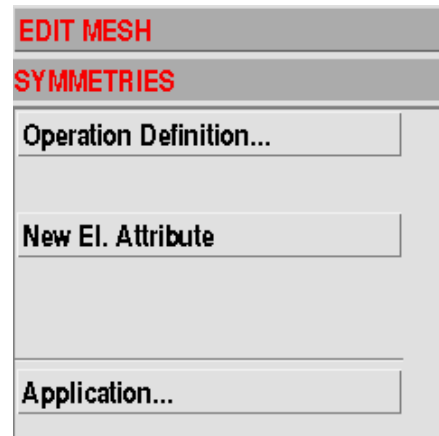 EDIT MESH
SYMMETRIES
Operation Definition...
New El. Attribute
Application...